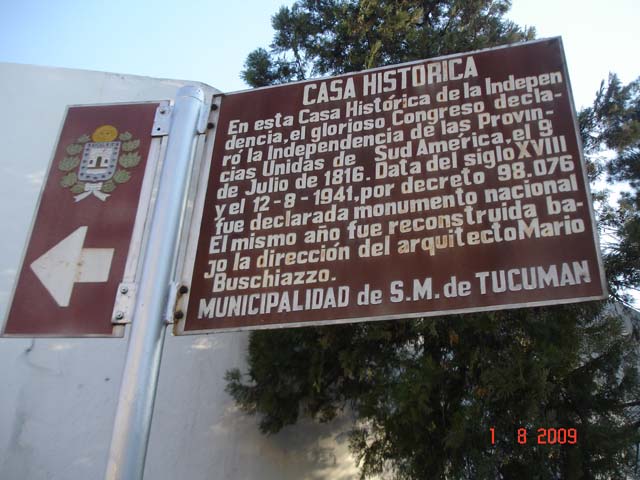 CASA HISTÓRICA
En esta Casa Histórica de la Indepen
dencia, el glorioso Congreso decla-
ró la Independencia de las Provin-
cias Unidas de Sud América, el 9
de Julio de 1816. Data del siglo XVIII
y el 12-8-1941, por decreto 98.076
fue declarada monumento nacional
El mismo año fue reconstruida ba-
Jo la dirección del arquitecto Mario
Buschiazzo.
MUNICIPALIDAD de S.M. de TUCUMAN
1 8 2009